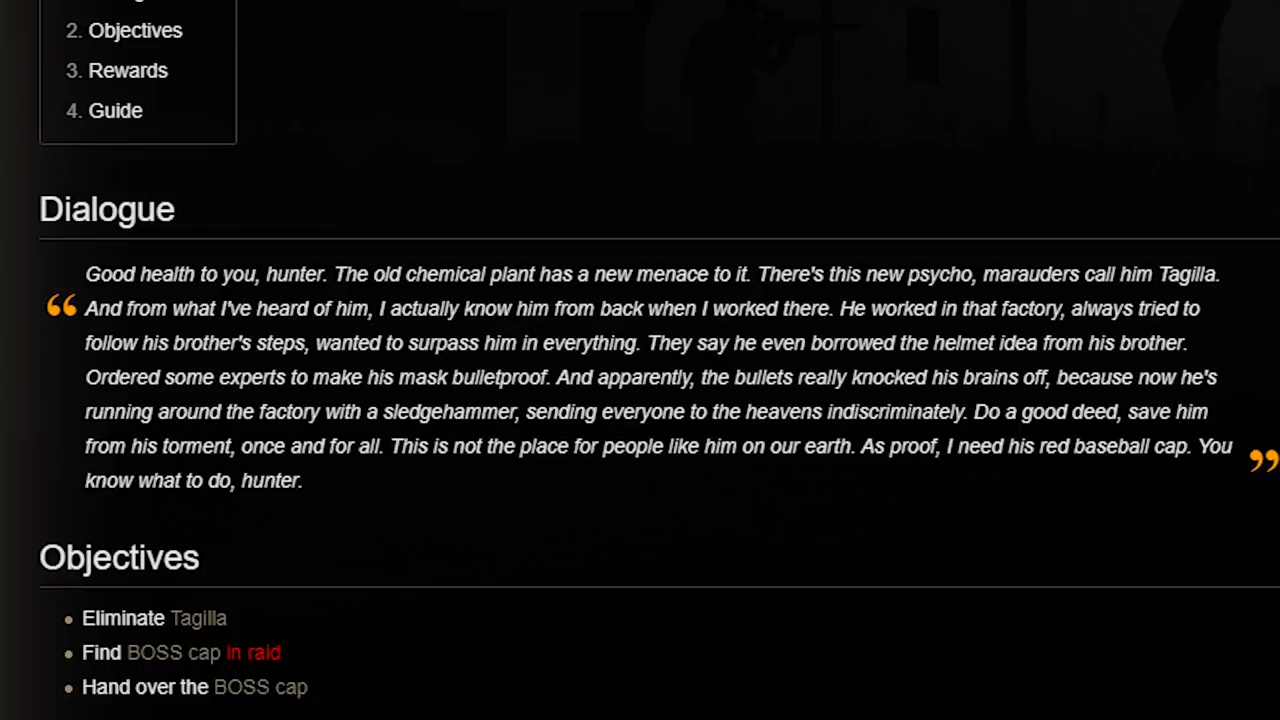 2. Objectives
3. Rewards
4. Guide
Dialogue
Good health to you, hunter. The old chemical plant has a new menace to it. There's this new psycho, marauders call him Tagilla.
“ And from what I've heard of him, I actually know him from back when I worked there. He worked in that factory, always tried to
follow his brother's steps, wanted to surpass him in everything. They say he even borrowed the helmet idea from his brother.
Ordered some experts to make his mask bulletproof. And apparently, the bullets really knocked his brains off, because now he's
running around the factory with a sledgehammer, sending everyone to the heavens indiscriminately. Do a good deed, save him
from his torment, once and for all. This is not the place for people like him on our earth. As proof, I need his red baseball cap. You ”
know what to do, hunter.
Objectives
• Eliminate Tagilla
• Find BOSS cap in raid
• Hand over the BOSS cap